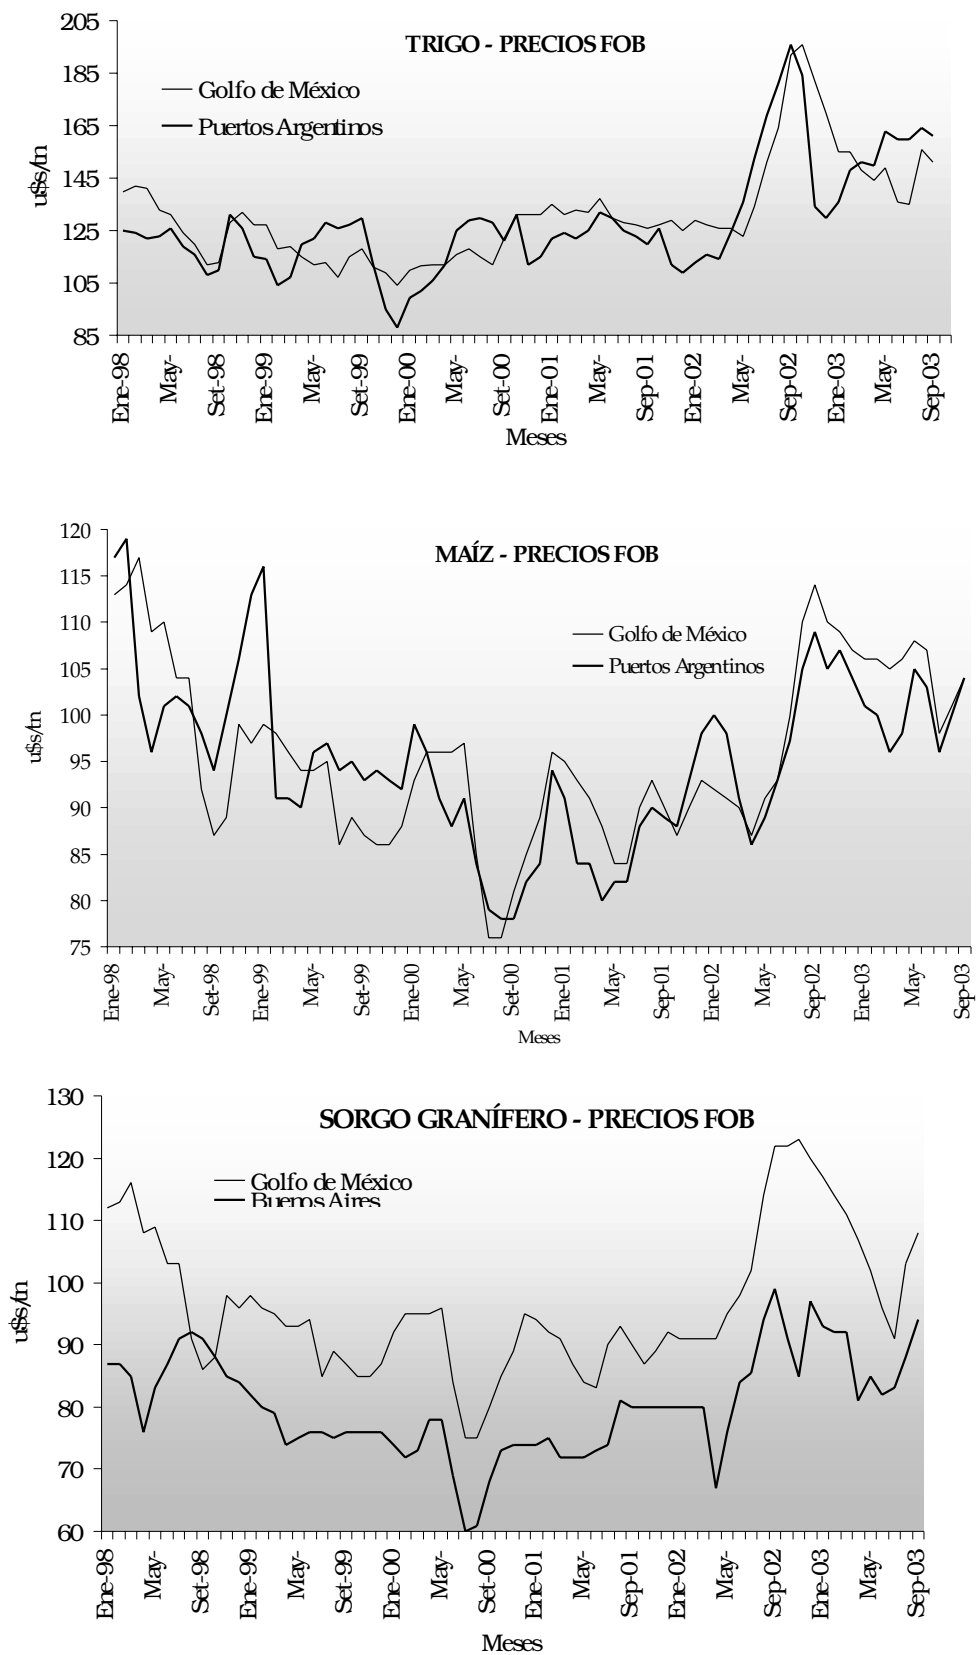 TRIGO - PRECIOS FOB
Golfo de México
Puertos Argentinos
u$s/tn
205
185
165
145
125
105
85
Ene-98
May-
Set-98
Ene-99
May-
Set-99
Ene-00
May-
Set-00
Ene-01
May-
Sep-01
Ene-02
May-
Sep-02
Ene-03
May-
Sep-03
Meses
MAÍZ - PRECIOS FOB
Golfo de México
Puertos Argentinos
u$s/tn
120
115
110
105
100
95
90
85
80
75
Ene-98
May-
Set-98
Ene-99
May-
Set-99
Ene-00
May-
Set-00
Ene-01
May-
Sep-01
Ene-02
May-
Sep-02
Ene-03
May-
Sep-03
Meses
SORGO GRANÍFERO - PRECIOS FOB
Golfo de México
Buenos Aires
u$s/tn
130
120
110
100
90
80
70
60
Ene-98
May-
Set-98
Ene-99
May-
Set-99
Ene-00
May-
Set-00
Ene-01
May-
Sep-01
Ene-02
May-
Sep-02
Ene-03
May-
Sep-03
Meses